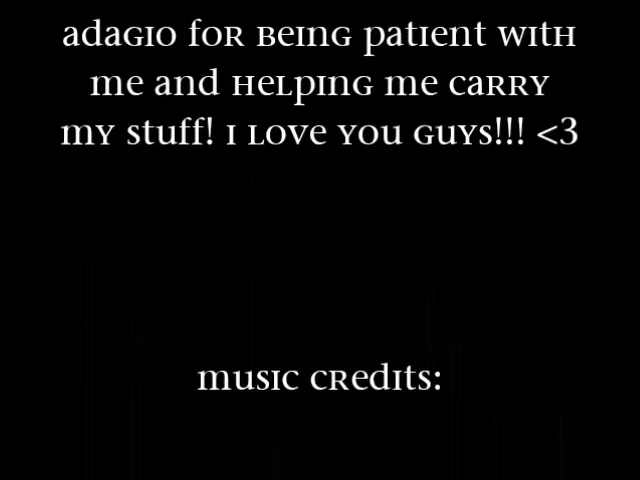 adagio for being patient with
me and helping me carry
my stuff! i love you guys!!! <3
music credits: